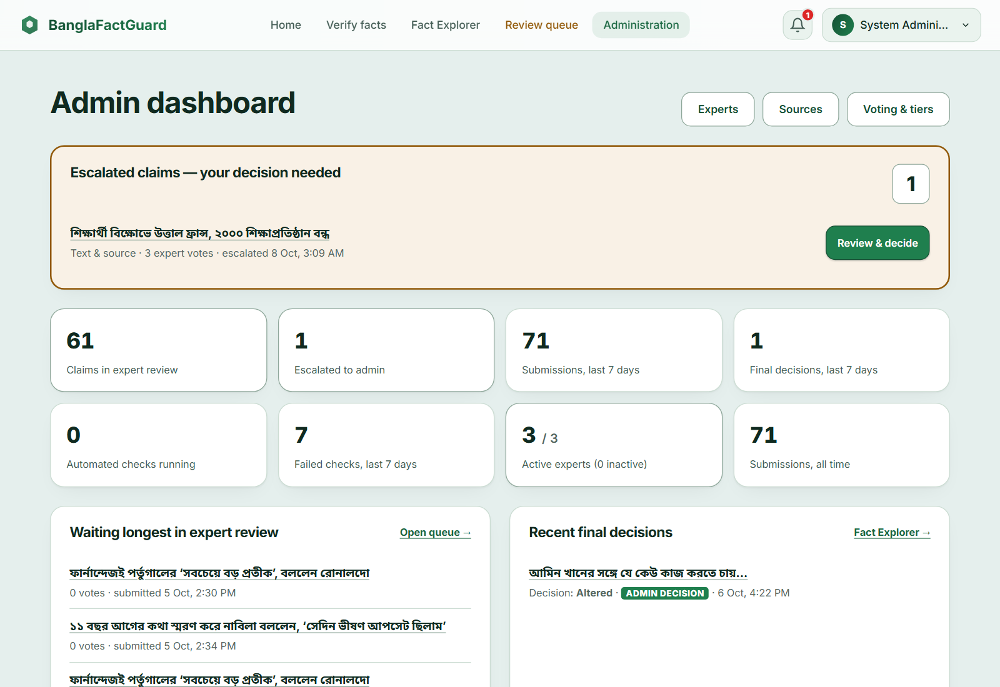 BanglaFactGuard
Home
Verify facts
Fact Explorer
Review queue
Administration
1
S
System Admini...
Admin dashboard
Experts
Sources
Voting & tiers
Escalated claims — your decision needed
1
শিক্ষার্থী বিক্ষোভে উত্তাল ফ্রান্স, ২০০০ শিক্ষাপ্রতিষ্ঠান বন্ধ
Text & source · 3 expert votes · escalated 8 Oct, 3:09 AM
Review & decide
61
Claims in expert review
1
Escalated to admin
71
Submissions, last 7 days
1
Final decisions, last 7 days
0
Automated checks running
7
Failed checks, last 7 days
3 / 3
Active experts (0 inactive)
71
Submissions, all time
Waiting longest in expert review
Open queue →
ফার্নান্দেজই পর্তুগালের ‘সবচেয়ে বড় প্রতীক’, বললেন রোনালদো
0 votes · submitted 5 Oct, 2:30 PM
১১ বছর আগের কথা স্মরণ করে নাবিলা বললেন, ‘সেদিন ভীষণ আপসেট ছিলাম’
0 votes · submitted 5 Oct, 2:34 PM
ফার্নান্দেজই পর্তুগালের ‘সবচেয়ে বড় প্রতীক’, বললেন রোনালদো
Recent final decisions
Fact Explorer →
আমিন খানের সঙ্গে যে কেউ কাজ করতে চায়...
Decision: Altered · ADMIN DECISION · 6 Oct, 4:22 PM